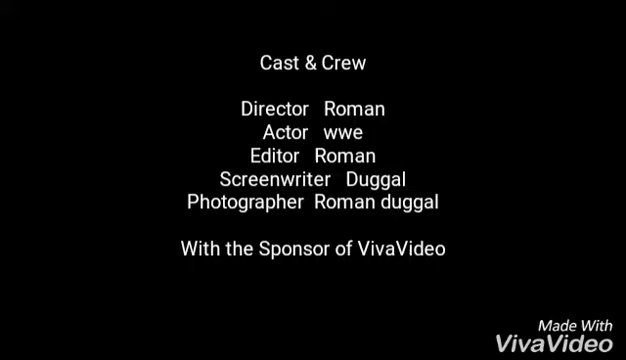 Cast & Crew
Director Roman
Actor wwe
Editor Roman
Screenwriter Duggal
Photographer Roman duggal
With the Sponsor of VivaVideo
Made With
VivaVideo